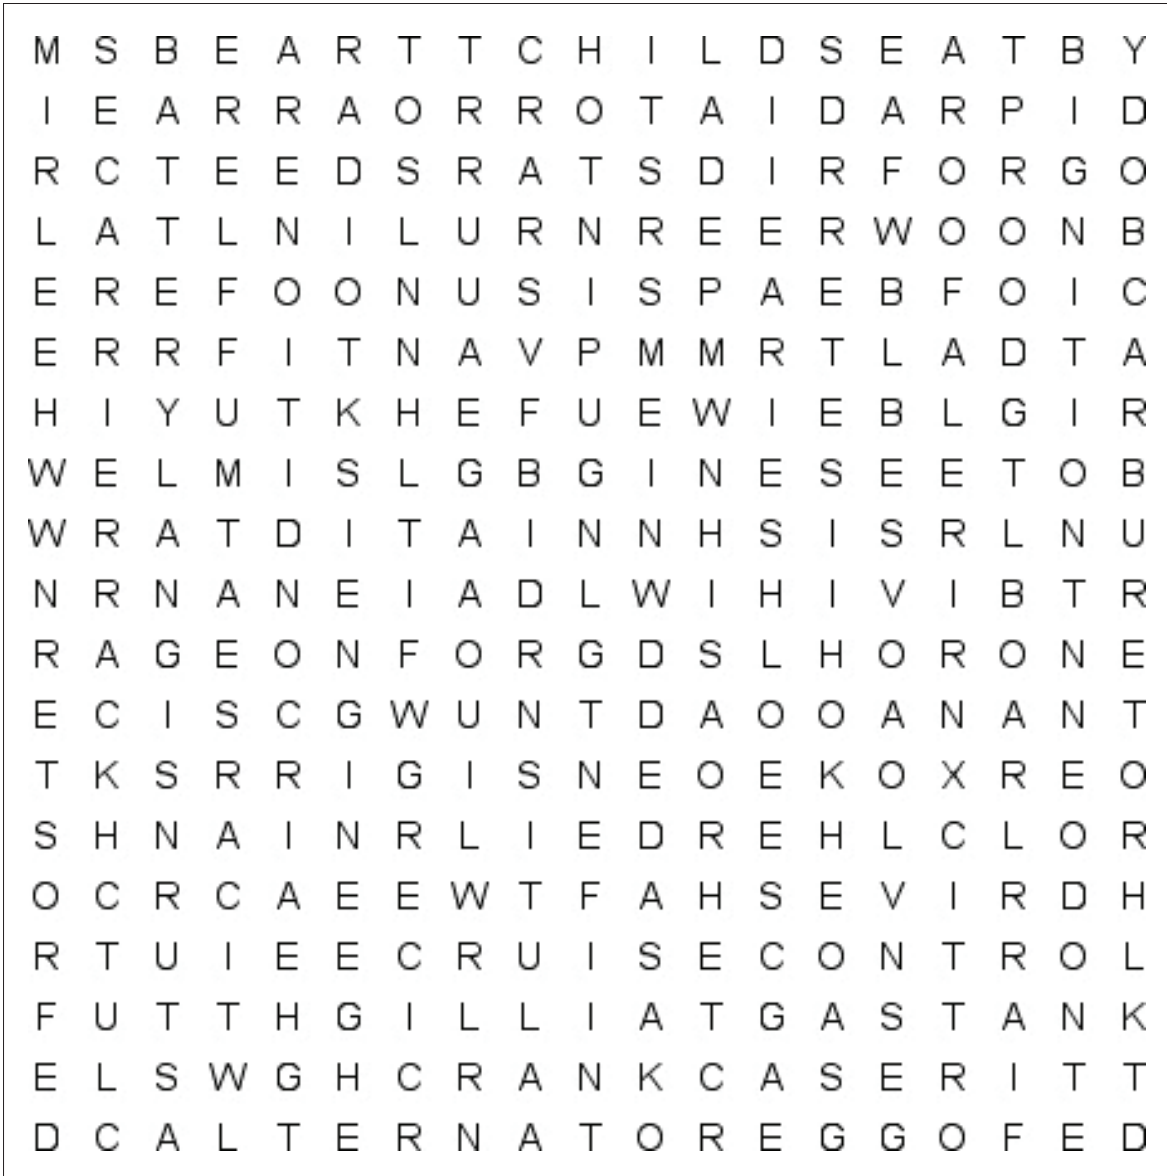 M S B E A R T T C H I L D S E A T B Y
I E A R R A O R R O T A I D A R P I D
R C T E E D S R A T S D I R F O R G O
L A T L N I L U R N R E E R W O O N B
E R E F O O N U S I S P A E B F O I C
E R R F I T N A V P M M R T L A D T A
H I Y U T K H E F U E W I E B L G I R
W E L M I S L G B G I N E S E E T O B
W R A T D I T A I N N H S I S R L N U
N R N A N E I A D L W I H I V I B T R
R A G E O N F O R G D S L H O R O N E
E C I S C G W U N T D A O O A N A N T
T K S R R I G I S N E O E K O X R E O
S H N A I N R L I E D R E H L C L O R
O C R C A E E W T F A H S E V I R D H
R T U I E E C R U I S E C O N T R O L
F U T T H G I L L I A T G A S T A N K
E L S W G H C R A N K C A S E R I T T
D C A L T E R N A T O R E G G O F E D